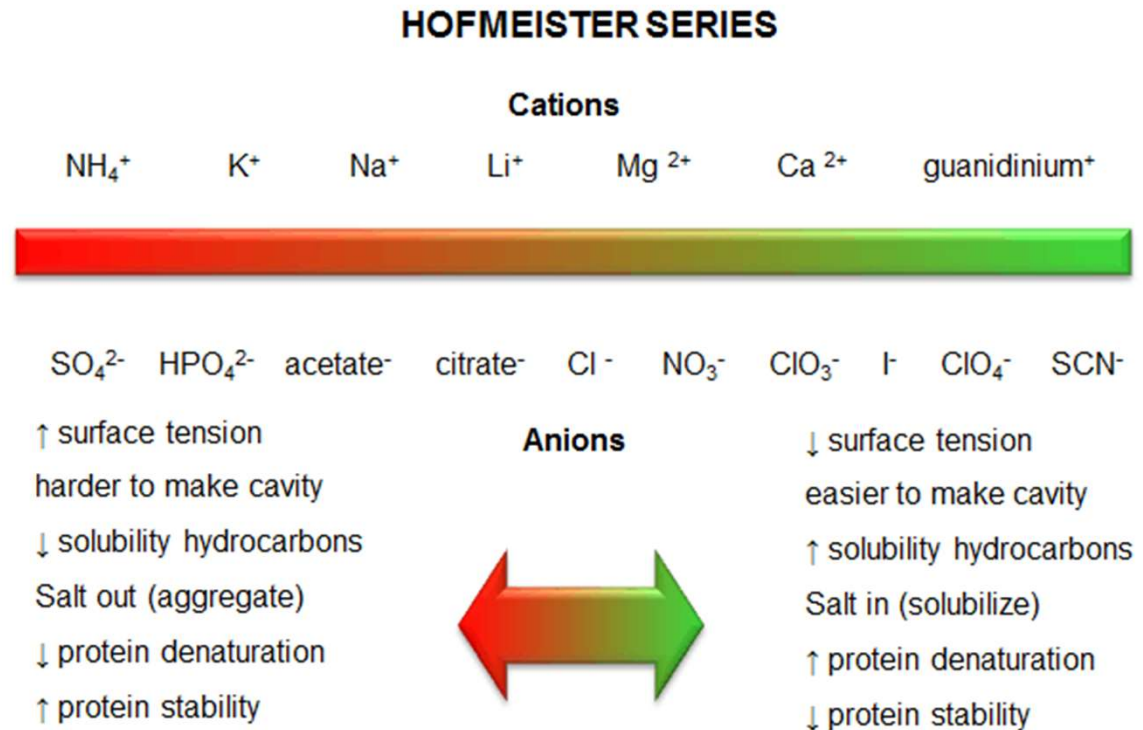 HOFMEISTER SERIES
Cations
NH₄⁺ K⁺ Na⁺ Li⁺ Mg ²⁺ Ca ²⁺ guanidinium⁺
SO₄²⁻ HPO₄²⁻ acetate⁻ citrate⁻ Cl ⁻ NO₃⁻ ClO₃⁻ I⁻ ClO₄⁻ SCN⁻
Anions
↑ surface tension
harder to make cavity
↓ solubility hydrocarbons
Salt out (aggregate)
↓ protein denaturation
↑ protein stability
↓ surface tension
easier to make cavity
↑ solubility hydrocarbons
Salt in (solubilize)
↑ protein denaturation
↓ protein stability